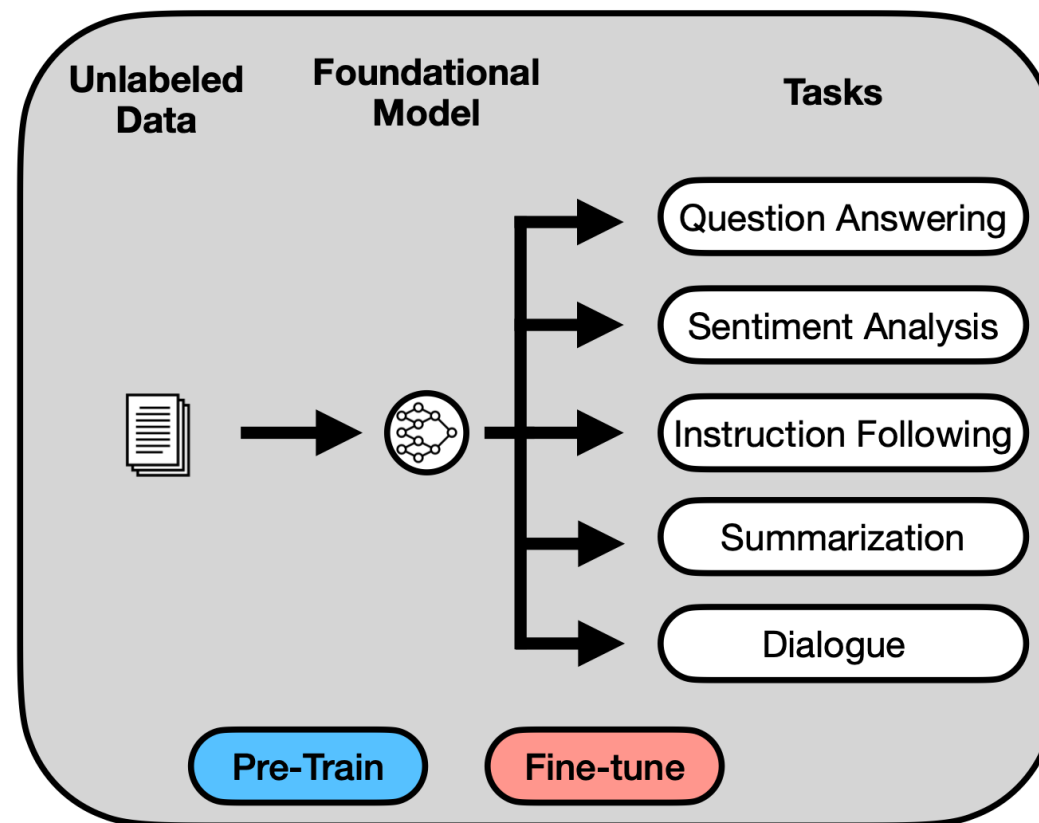 Unlabeled
Data
Foundational
Model
Tasks
Question Answering
Sentiment Analysis
Instruction Following
Summarization
Dialogue
Pre-Train
Fine-tune